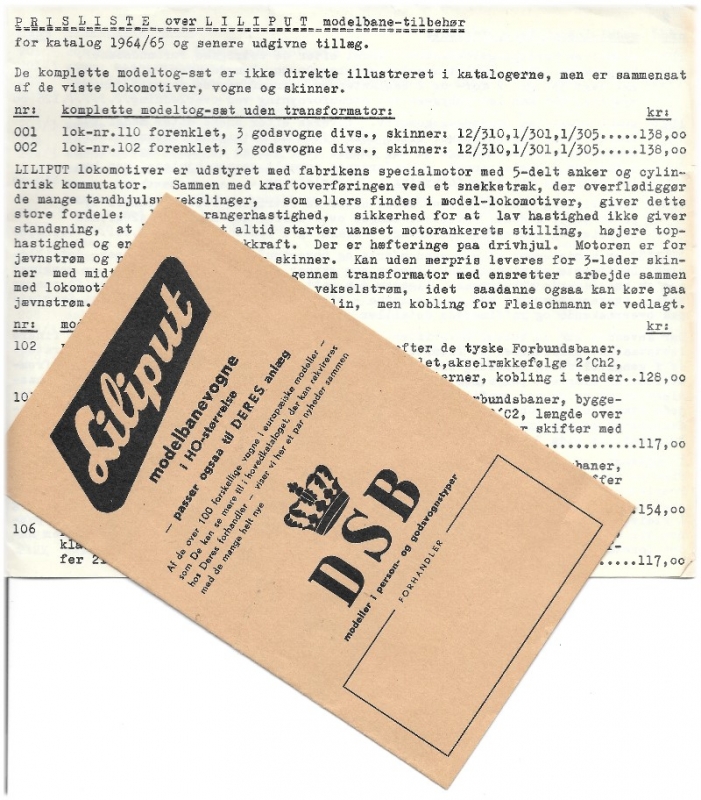 PRISLISTE over LILIPUT modelbane-tilbehør
for katalog 1964/65 og senere udgivne tillæg.
De komplette modeltog-sæt er ikke direkte illustreret i katalogerne, men er sammensat
af de viste lokomotiver, vogne og skinner.
nr: komplette modeltog-sæt uden transformator: kr:
001 lok-nr.110 forenklet, 3 godsvogne divs., skinner: 12/310,1/301,1/305.....138,oo
002 lok-nr.102 forenklet, 3 godsvogne divs., skinner: 12/310,1/301,1/305.....138,oo
LILIPUT lokomotiver er udstyret med fabrikens specialmotor med 5-delt anker og cylin-
drisk kommutator. Sammen med kraftoverføringen ved et snekketræk, der overflødiggør
de mange tandhjulsu ekslinger, som ellers findes i model-lokomotiver, giver dette
store fordele: rangerhastighed, sikkerhed for at lav hastighed ikke giver
standsning, at t altid starter uanset motorankerets stilling, højere top-
hastighed og en kkraft. Der er hæfteringe paa drivhjul. Motoren er for
jævnstrøm og skinner. Kan uden merpris leveres for 3-leder skin-
ner med midt gennem transformator med ensretter arbejde sammen
med lokomoti vekselstrøm, idet saadanne ogsaa kan køre paa
jævnstrøm. lin, men kobling for Fleischmann er vedlagt.
nr: mo kr:
102 fter de tyske Forbundsbaner,
let,akselrækkefølge 2´Ch2,
erner, kobling i tender..128,oo
10 rbundsbaner, bygge-
´C2, længde over
r skifter med
117,oo
baner,
ffer
154,oo
106
kla
fer 21 117,oo
Liliput
modelbanevogne
i HO-størrelse
– passer ogsaa til DERES anlæg
Af de over 100 forskellige vogne i europæiske modeller –
som De kan se mere til i hovedkataloget, der kan rekvireres
hos Deres forhandler – viser vi her et par nyheder sammen
med de mange helt nye
DSB
modeller i person- og godsvognstyper
FORHANDLER